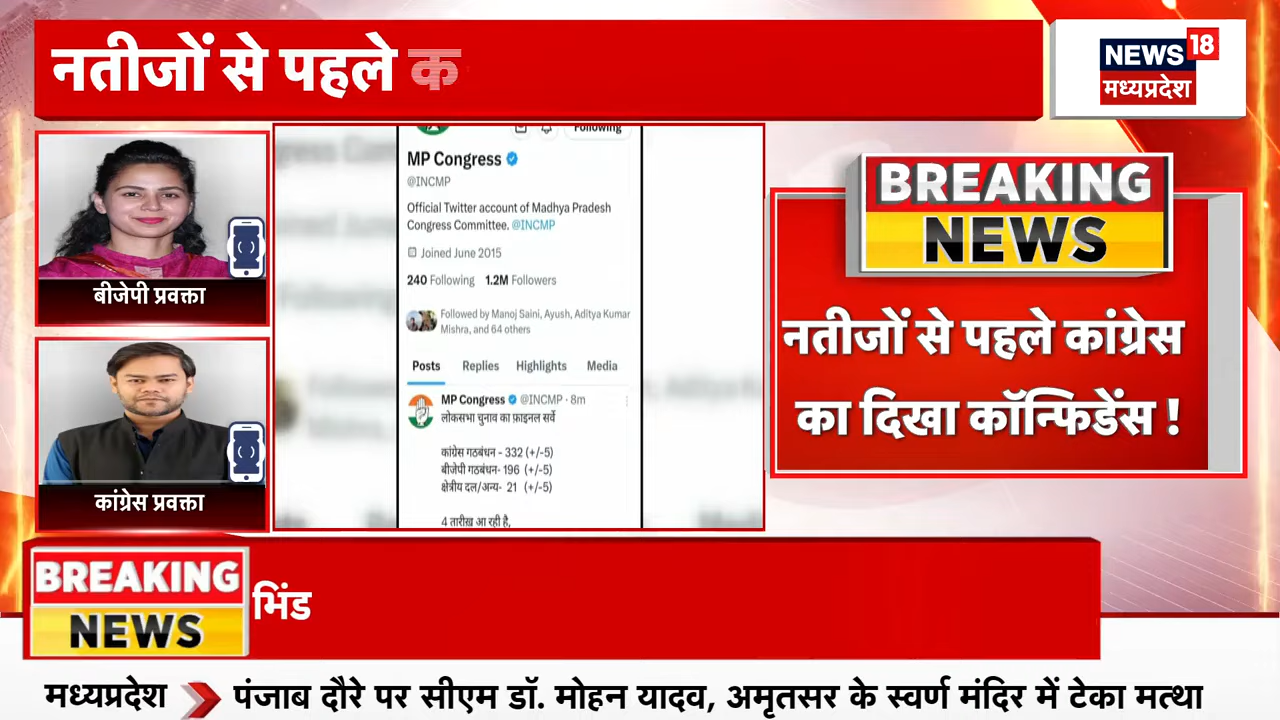 नतीजों से पहले क
NEWS 18
मध्यप्रदेश
बीजेपी प्रवक्ता
कांग्रेस प्रवक्ता
Following
MP Congress
@INCMP
Official Twitter account of Madhya Pradesh
Congress Committee. @INCMP
Joined June 2015
240 Following 1.2M Followers
Followed by Manoj Saini, Ayush, Aditya Kumar
Mishra, and 64 others
Posts Replies Highlights Media
MP Congress @INCMP · 8m
लोकसभा चुनाव का फ़ाइनल सर्वे
कांग्रेस गठबंधन - 332 (+/-5)
बीजेपी गठबंधन- 196 (+/-5)
क्षेत्रीय दल/अन्य- 21 (+/-5)
4 तारीख़ आ रही है,
BREAKING
NEWS
नतीजों से पहले कांग्रेस
का दिखा कॉन्फिडेंस !
BREAKING
NEWS
भिंड
मध्यप्रदेश पंजाब दौरे पर सीएम डॉ. मोहन यादव, अमृतसर के स्वर्ण मंदिर में टेका मत्था